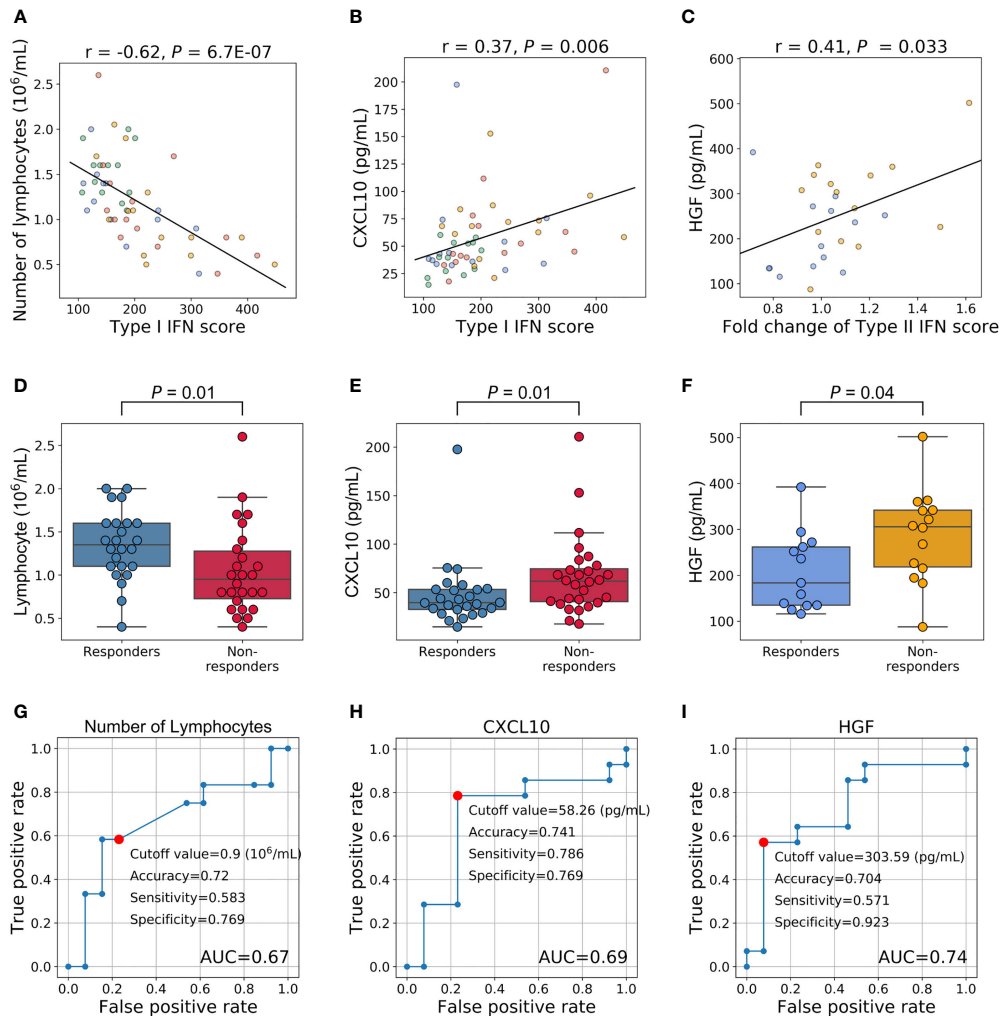 A
r = -0.62, P = 6.7E-07
Number of lymphocytes (10⁶/mL)
2.5
2.0
1.5
1.0
0.5
100
200
300
400
Type I IFN score
B
r = 0.37, P = 0.006
CXCL10 (pg/mL)
200
175
150
125
100
75
50
25
100
200
300
400
Type I IFN score
C
r = 0.41, P = 0.033
HGF (pg/mL)
600
500
400
300
200
100
0.8
1.0
1.2
1.4
1.6
Fold change of Type II IFN score
D
P = 0.01
Lymphocyte (10⁶/mL)
2.5
2.0
1.5
1.0
0.5
Responders
Non-
responders
E
P = 0.01
CXCL10 (pg/mL)
200
150
100
50
Responders
Non-
responders
F
P = 0.04
HGF (pg/mL)
500
400
300
200
100
Responders
Non-
responders
G
Number of Lymphocytes
True positive rate
1.0
0.8
0.6
0.4
0.2
0.0
Cutoff value=0.9 (10⁶/mL)
Accuracy=0.72
Sensitivity=0.583
Specificity=0.769
AUC=0.67
0.0
0.2
0.4
0.6
0.8
1.0
False positive rate
H
CXCL10
True positive rate
1.0
0.8
0.6
0.4
0.2
0.0
Cutoff value=58.26 (pg/mL)
Accuracy=0.741
Sensitivity=0.786
Specificity=0.769
AUC=0.69
0.0
0.2
0.4
0.6
0.8
1.0
False positive rate
I
HGF
True positive rate
1.0
0.8
0.6
0.4
0.2
0.0
Cutoff value=303.59 (pg/mL)
Accuracy=0.704
Sensitivity=0.571
Specificity=0.923
AUC=0.74
0.0
0.2
0.4
0.6
0.8
1.0
False positive rate